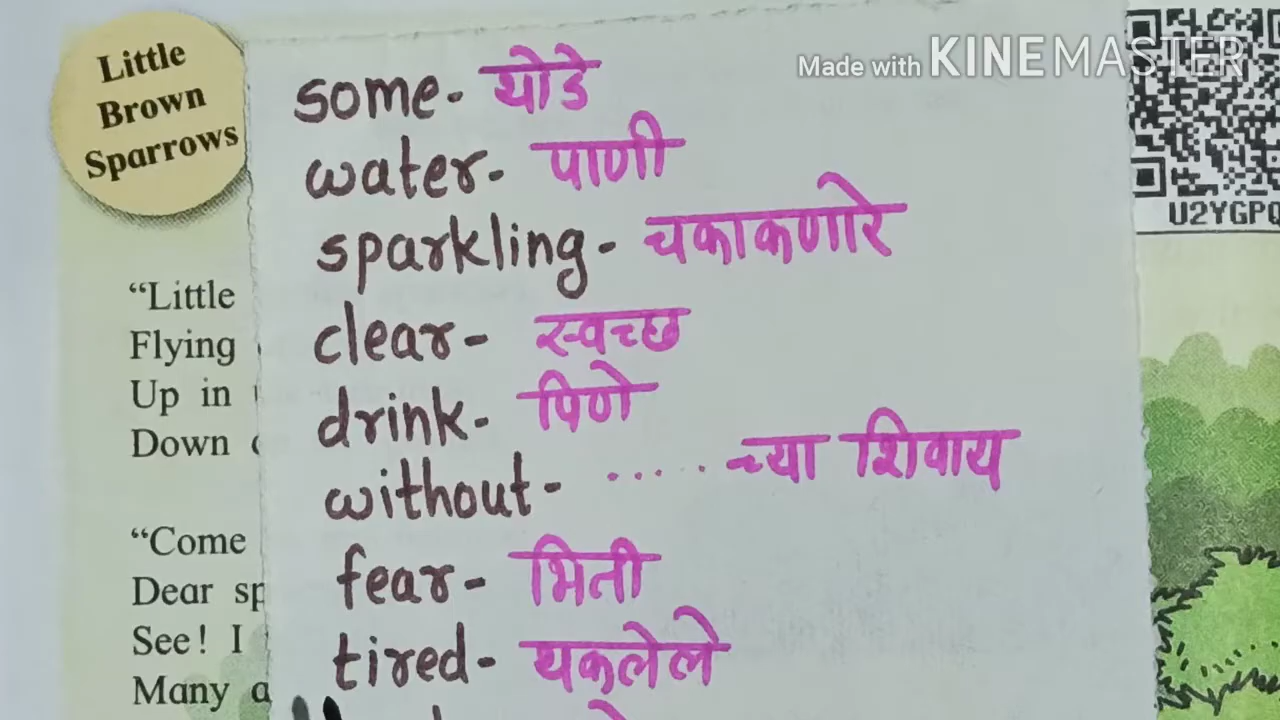 Little
Brown
Sparrows
Made with KINEMASTER
U2YGPQ
some- थोडे
water- पाणी
sparkling- चकाकणारे
clear- स्वच्छ
drink- पिणे
without- ..... च्या शिवाय
fear- भिती
tired- थकलेले
“Little
Flying
Up in
Down
“Come
Dear sp
See! I
Many a